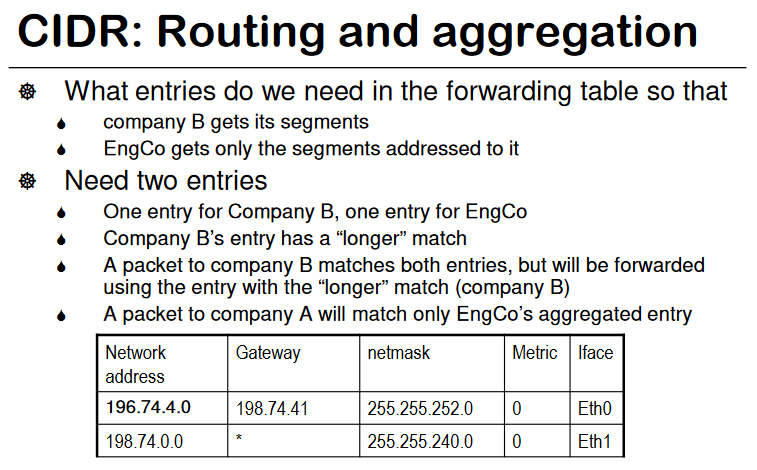 CIDR: Routing and aggregation
What entries do we need in the forwarding table so that
company B gets its segments
EngCo gets only the segments addressed to it
Need two entries
One entry for Company B, one entry for EngCo
Company B's entry has a “longer” match
A packet to company B matches both entries, but will be forwarded
using the entry with the “longer” match (company B)
A packet to company A will match only EngCo's aggregated entry
Network address Gateway netmask Metric Iface
196.74.4.0 198.74.41 255.255.252.0 0 Eth0
198.74.0.0 * 255.255.240.0 0 Eth1